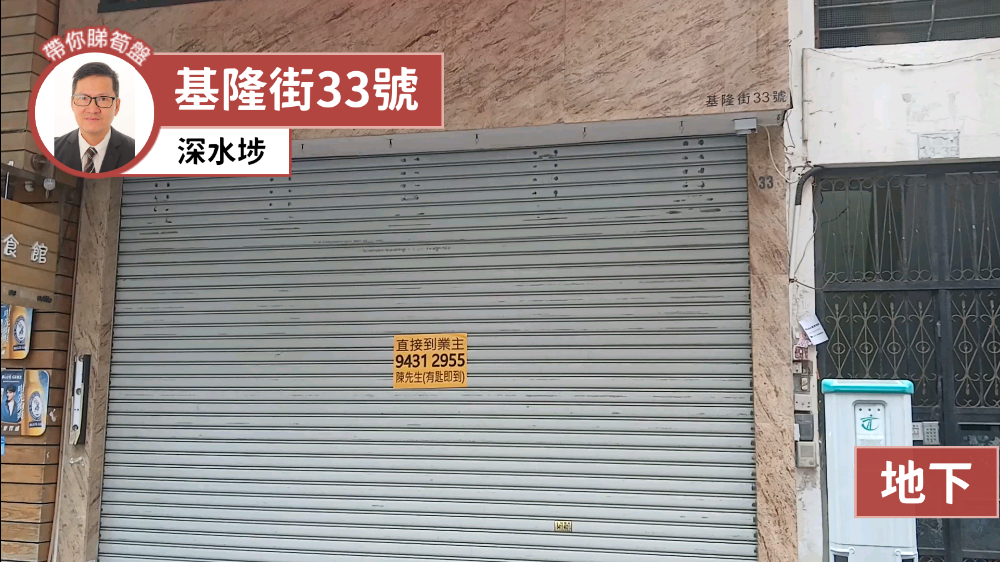 帶你睇筍盤
基隆街33號
深水埗
基隆街33號
33
食館
直接到業主
9431 2955
陳先生(有匙即到)
地下